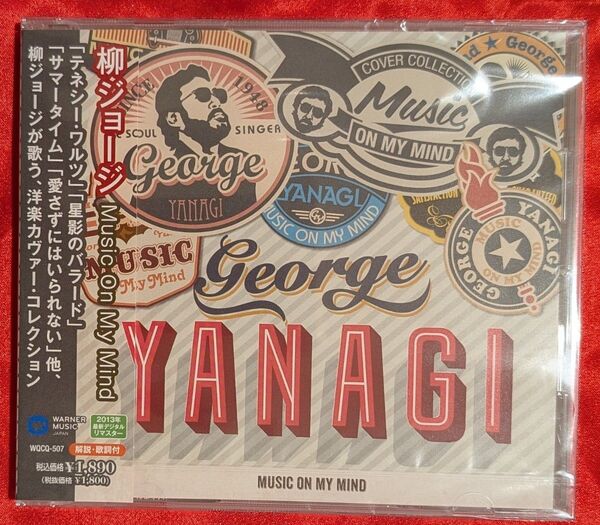 柳ジョージ Music On My Mind
「テネシー・ワルツ」「星影のバラード」
「サマータイム」「愛さずにはいられない」他、
柳ジョージが歌う、洋楽カヴァー・コレクション
WARNER
MUSIC
JAPAN
2013年
最新デジタル
リマスター
WQCQ-507
解説・歌詞付
税込価格 ¥1,890
(税抜価格 ¥1,800)
SINCE 1948
SOUL SINGER
George
YANAGI
COVER COLLECTION
Music
ON MY MIND
George
YANAGI
MUSIC ON MY MIND
MUSIC
My Mind
GEORGE YANAGI
MUSIC
ON MY MIND
George
YANAGI
MUSIC ON MY MIND